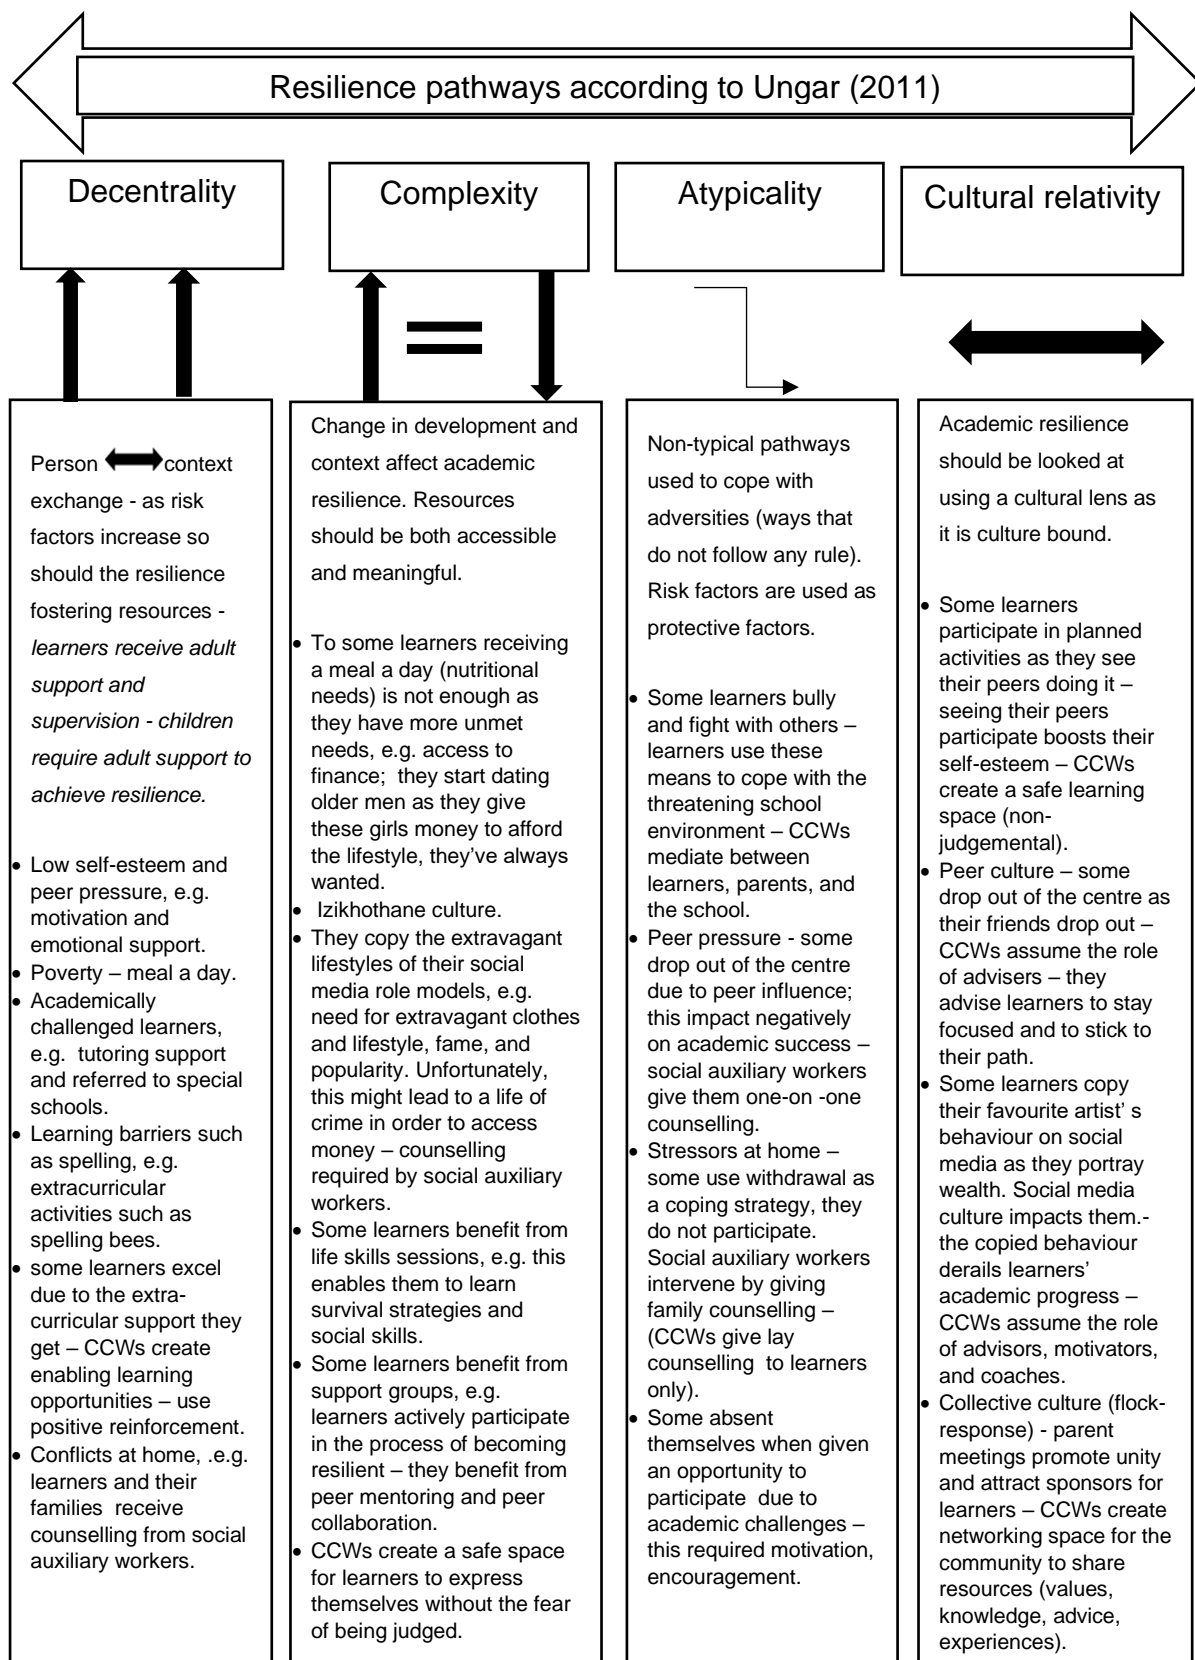 Resilience pathways according to Ungar (2011)
Decentrality
Complexity
Atypicality
Cultural relativity
Person context
exchange - as risk
factors increase so
should the resilience
fostering resources -
learners receive adult
support and
supervision - children
require adult support to
achieve resilience.
• Low self-esteem and
peer pressure, e.g.
motivation and
emotional support.
• Poverty – meal a day.
• Academically
challenged learners,
e.g. tutoring support
and referred to special
schools.
• Learning barriers such
as spelling, e.g.
extracurricular
activities such as
spelling bees.
• some learners excel
due to the extra-
curricular support they
get – CCWs create
enabling learning
opportunities – use
positive reinforcement.
• Conflicts at home, .e.g.
learners and their
families receive
counselling from social
auxiliary workers.
Change in development and
context affect academic
resilience. Resources
should be both accessible
and meaningful.
• To some learners receiving
a meal a day (nutritional
needs) is not enough as
they have more unmet
needs, e.g. access to
finance; they start dating
older men as they give
these girls money to afford
the lifestyle, they've always
wanted.
• Izikhothane culture.
• They copy the extravagant
lifestyles of their social
media role models, e.g.
need for extravagant clothes
and lifestyle, fame, and
popularity. Unfortunately,
this might lead to a life of
crime in order to access
money – counselling
required by social auxiliary
workers.
• Some learners benefit from
life skills sessions, e.g. this
enables them to learn
survival strategies and
social skills.
• Some learners benefit from
support groups, e.g.
learners actively participate
in the process of becoming
resilient – they benefit from
peer mentoring and peer
collaboration.
• CCWs create a safe space
for learners to express
themselves without the fear
of being judged.
Non-typical pathways
used to cope with
adversities (ways that
do not follow any rule).
Risk factors are used as
protective factors.
• Some learners bully
and fight with others –
learners use these
means to cope with the
threatening school
environment – CCWs
mediate between
learners, parents, and
the school.
• Peer pressure - some
drop out of the centre
due to peer influence;
this impact negatively
on academic success –
social auxiliary workers
give them one-on -one
counselling.
• Stressors at home –
some use withdrawal as
a coping strategy, they
do not participate.
Social auxiliary workers
intervene by giving
family counselling –
(CCWs give lay
counselling to learners
only).
• Some absent
themselves when given
an opportunity to
participate due to
academic challenges –
this required motivation,
encouragement.
Academic resilience
should be looked at
using a cultural lens as
it is culture bound.
• Some learners
participate in planned
activities as they see
their peers doing it –
seeing their peers
participate boosts their
self-esteem – CCWs
create a safe learning
space (non-
judgemental).
• Peer culture – some
drop out of the centre as
their friends drop out –
CCWs assume the role
of advisers – they
advise learners to stay
focused and to stick to
their path.
• Some learners copy
their favourite artist' s
behaviour on social
media as they portray
wealth. Social media
culture impacts them.-
the copied behaviour
derails learners'
academic progress –
CCWs assume the role
of advisors, motivators,
and coaches.
• Collective culture (flock-
response) - parent
meetings promote unity
and attract sponsors for
learners – CCWs create
networking space for the
community to share
resources (values,
knowledge, advice,
experiences).